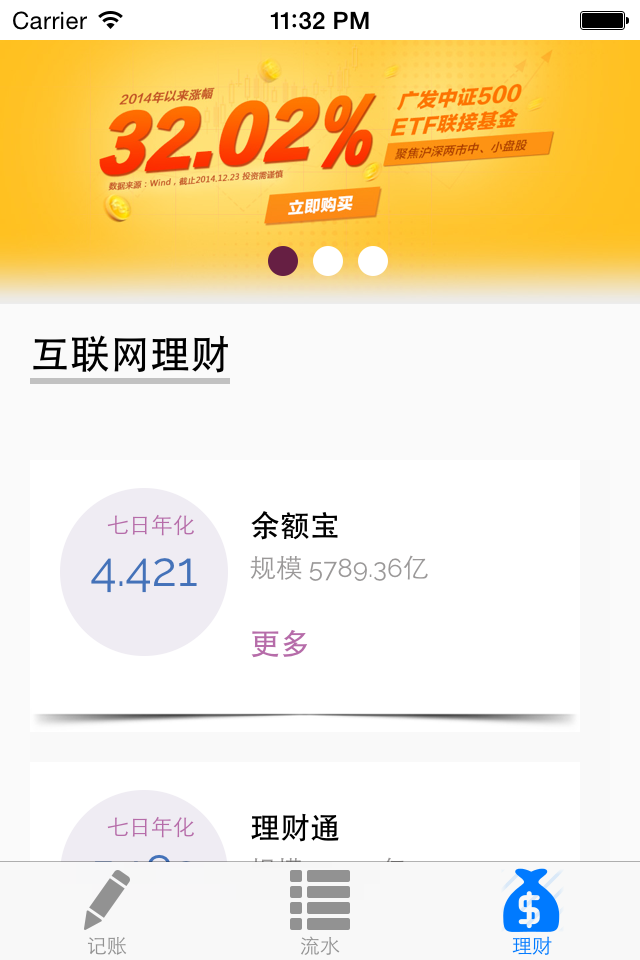 Carrier 11:32 PM
2014年以来涨幅
32.02%
数据来源：Wind，截止2014.12.23 投资需谨慎
广发中证500
ETF联接基金
聚焦沪深两市中、小盘股
立即购买
互联网理财
七日年化
4.421
余额宝
规模 5789.36亿
更多
七日年化
理财通
规模
亿
记账
流水
理财